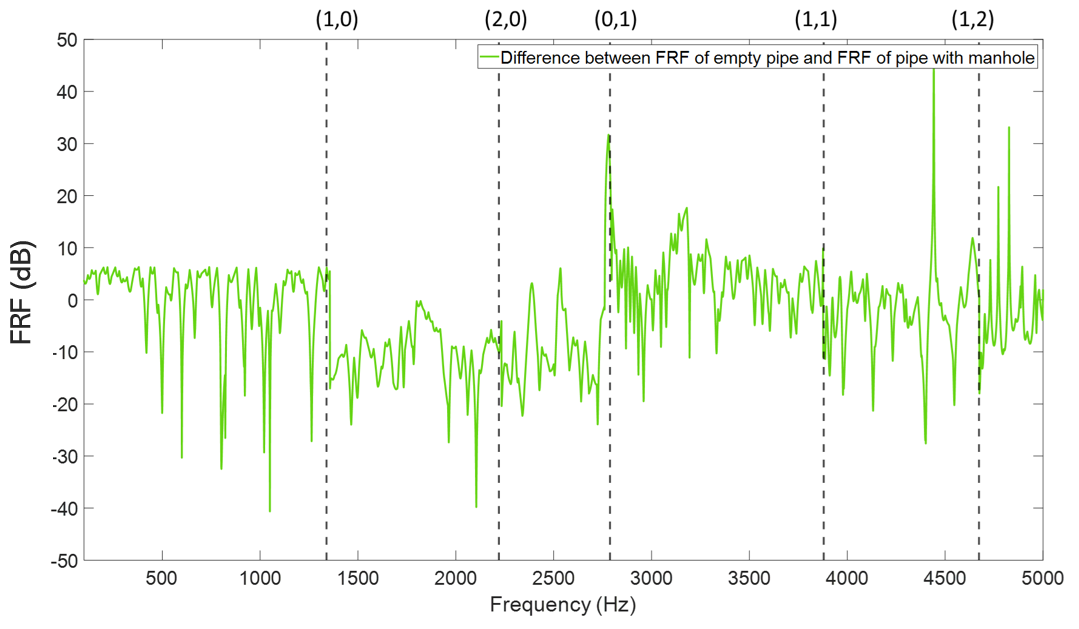 (1,0) (2,0) (0,1) (1,1) (1,2)
Difference between FRF of empty pipe and FRF of pipe with manhole
50
40
30
20
10
0
-10
-20
-30
-40
-50
FRF (dB)
500 1000 1500 2000 2500 3000 3500 4000 4500 5000
Frequency (Hz)